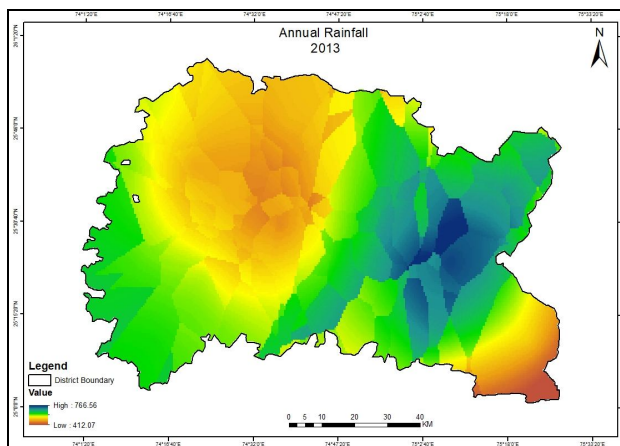 74°1'20"E 74°16'40"E 74°32'0"E 74°47'20"E 75°2'40"E 75°18'0"E 75°33'20"E
Annual Rainfall
2013
N
Legend
District Boundary
Value
High : 766.56
Low : 412.07
0 5 10 20 30 40
KM
74°1'20"E 74°16'40"E 74°32'0"E 74°47'20"E 75°2'40"E 75°18'0"E 75°33'20"E